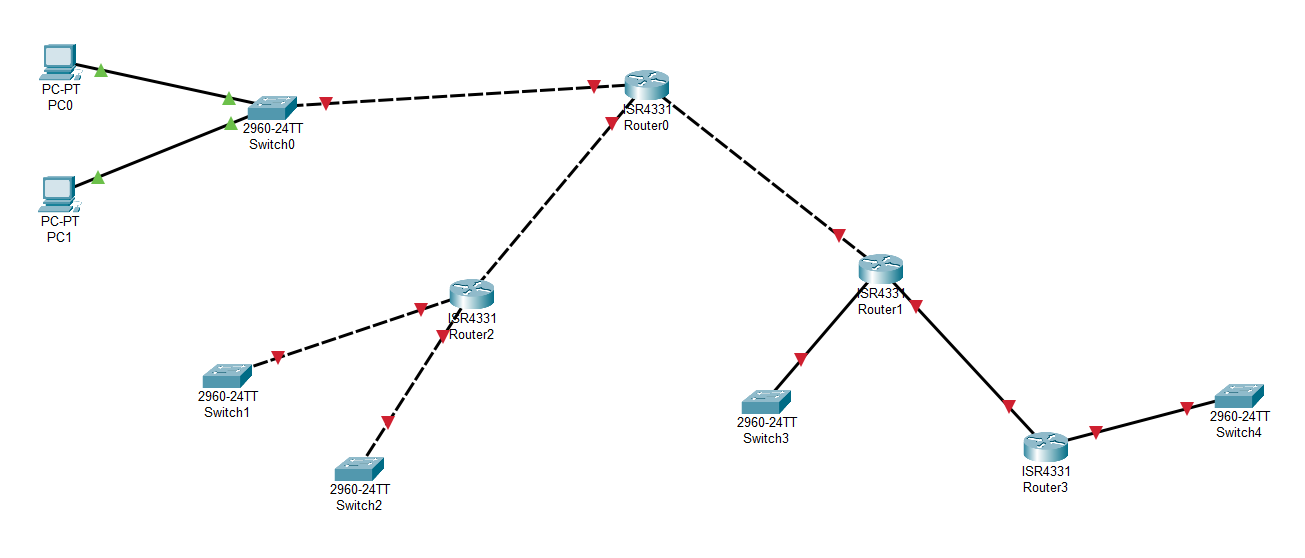 PC-PT
PC0
2960-24TT
Switch0
ISR4331
Router0
PC-PT
PC1
ISR4331
Router1
ISR4331
Router2
2960-24TT
Switch1
2960-24TT
Switch3
2960-24TT
Switch4
ISR4331
Router3
2960-24TT
Switch2